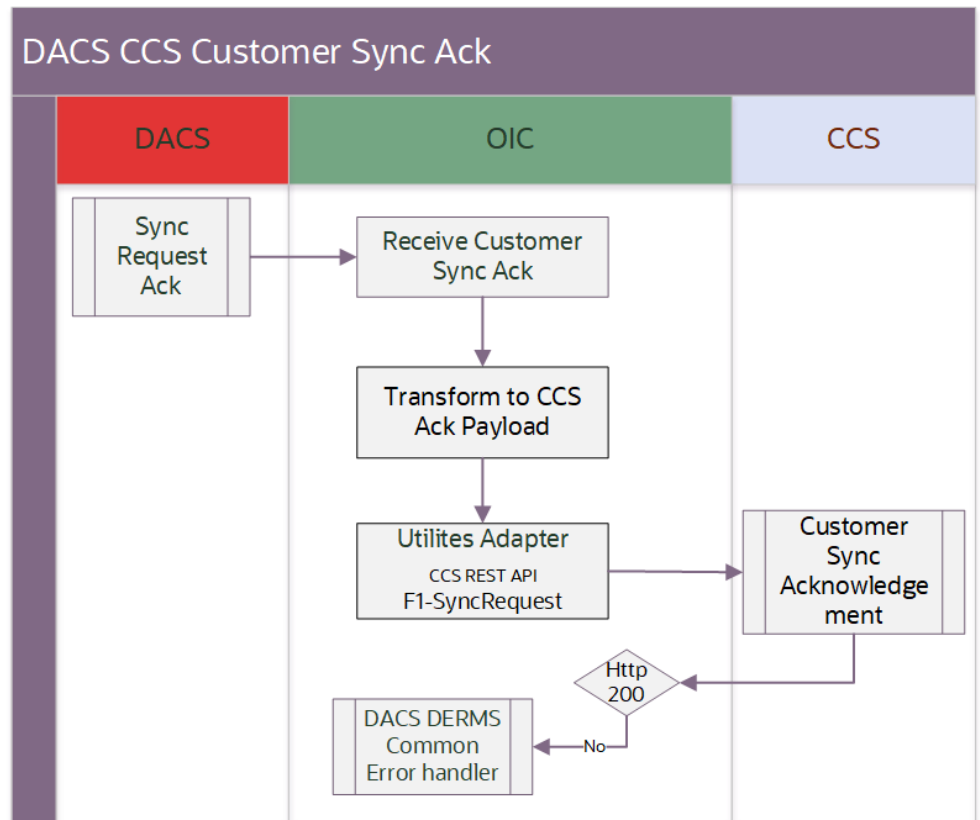 DACS CCS Customer Sync Ack
DACS
OIC
CCS
Sync
Request
Ack
Receive Customer
Sync Ack
Transform to CCS
Ack Payload
Utilites Adapter
CCS REST API
F1-SyncRequest
Customer
Sync
Acknowledge
ment
Http
200
No
DACS DERMS
Common
Error handler